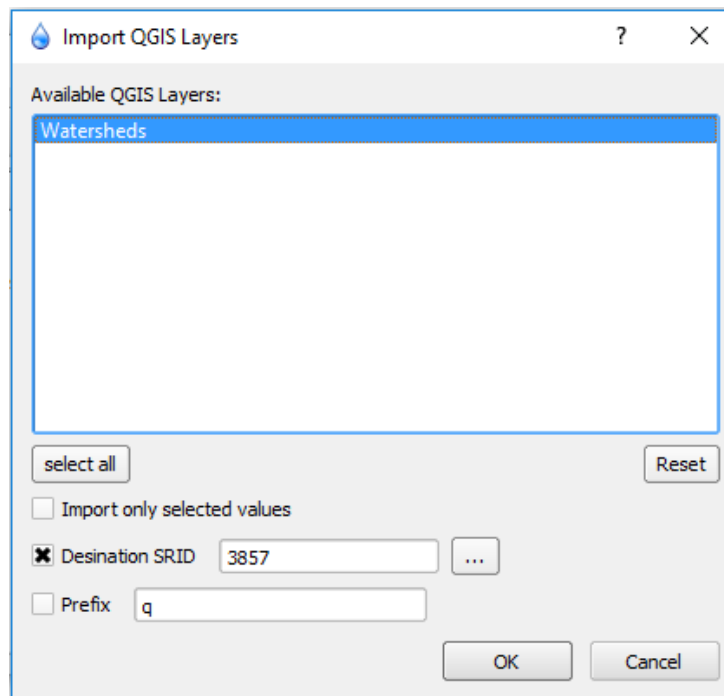 Import QGIS Layers ?
Available QGIS Layers:
Watersheds
select all Reset
Import only selected values
Desination SRID 3857 ...
Prefix q
OK Cancel